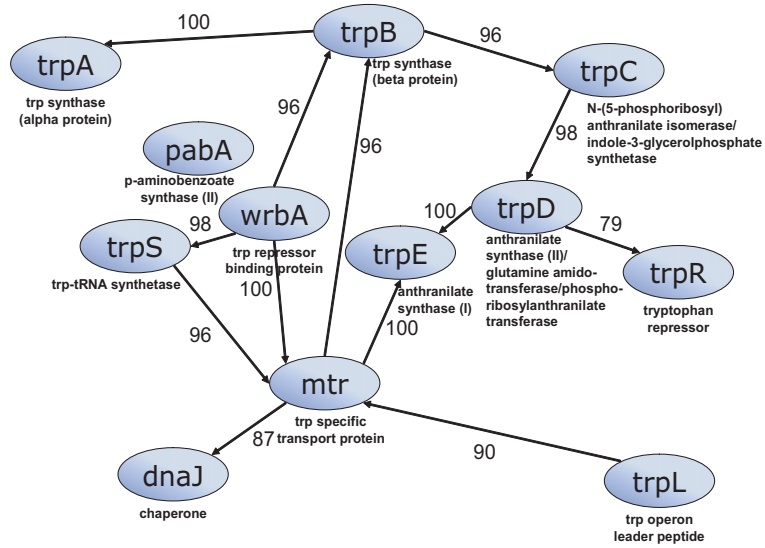 100
trpB
96
trpA
trp synthase
(beta protein)
trpC
trp synthase
(alpha protein)
96
N-(5-phosphoribosyl)
anthranilate isomerase/
indole-3-glycerolphosphate
synthetase
98
pabA
96
p-aminobenzoate
synthase (II)
wrbA
trpD
98
100
79
trpS
trp repressor
binding protein
trpE
anthranilate
synthase (II)/
glutamine amido-
transferase/phospho-
ribosylanthranilate
transferase
trpR
trp-tRNA synthetase
100
anthranilate
synthase (I)
tryptophan
repressor
96
100
mtr
trp specific
transport protein
87
90
dnaJ
chaperone
trpL
trp operon
leader peptide